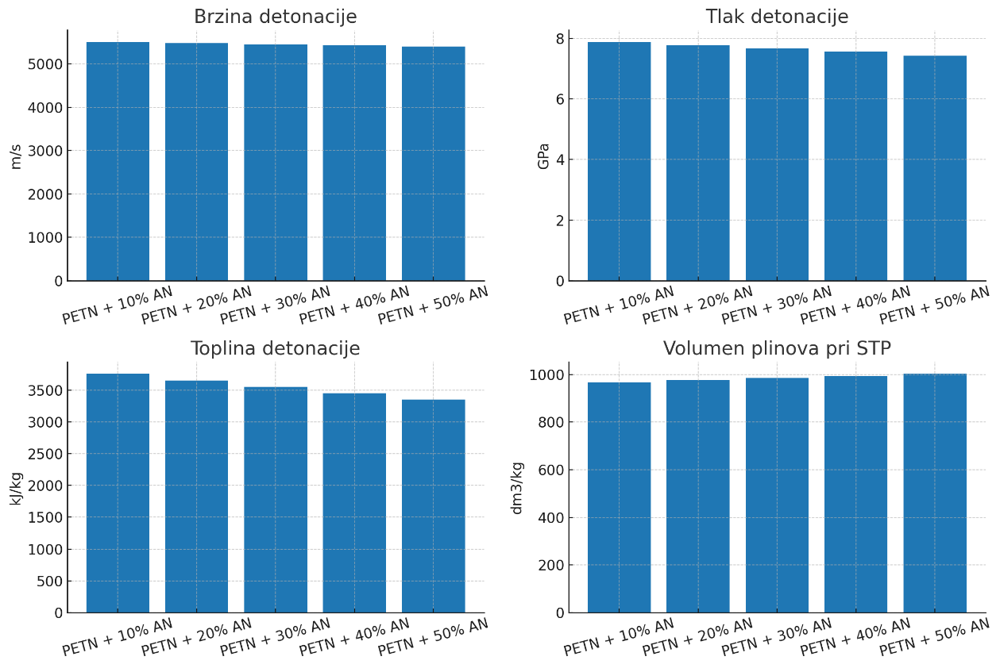 Brzina detonacije
m/s
5000
4000
3000
2000
1000
0
PETN + 10% AN
PETN + 20% AN
PETN + 30% AN
PETN + 40% AN
PETN + 50% AN
Tlak detonacije
GPa
8
6
4
2
0
PETN + 10% AN
PETN + 20% AN
PETN + 30% AN
PETN + 40% AN
PETN + 50% AN
Toplina detonacije
kJ/kg
3500
3000
2500
2000
1500
1000
500
0
PETN + 10% AN
PETN + 20% AN
PETN + 30% AN
PETN + 40% AN
PETN + 50% AN
Volumen plinova pri STP
dm3/kg
1000
800
600
400
200
0
PETN + 10% AN
PETN + 20% AN
PETN + 30% AN
PETN + 40% AN
PETN + 50% AN